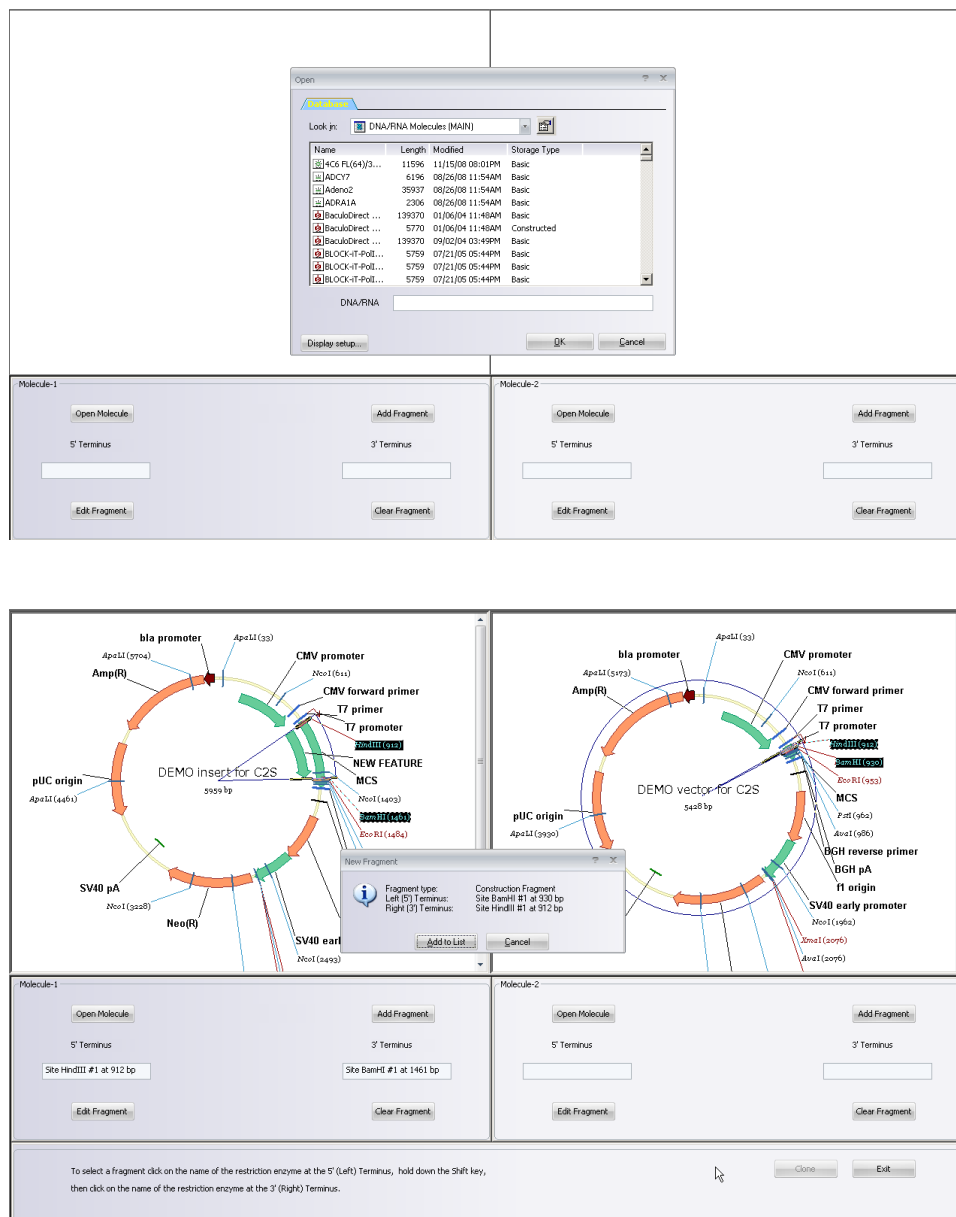 Open
Database
Look in: DNA/RNA Molecules (MAIN)
Name Length Modified Storage Type
4C6 FL(64)/3... 11596 11/15/08 08:01PM Basic
ADCY7 6196 08/26/08 11:54AM Basic
Adeno2 35937 08/26/08 11:54AM Basic
ADRA1A 2306 08/26/08 11:54AM Basic
BaculoDirect ... 139370 01/06/04 11:48AM Basic
BaculoDirect ... 5770 01/06/04 11:48AM Constructed
BaculoDirect ... 139370 09/02/04 03:49PM Basic
BLOCK-iT-PolI... 5759 07/21/05 05:44PM Basic
BLOCK-iT-PolI... 5759 07/21/05 05:44PM Basic
BLOCK-iT-PolI... 5759 07/21/05 05:44PM Basic
DNA/RNA
Display setup... OK Cancel
Molecule-1
Open Molecule Add Fragment
5' Terminus 3' Terminus
Edit Fragment Clear Fragment
Molecule-2
Open Molecule Add Fragment
5' Terminus 3' Terminus
Edit Fragment Clear Fragment
bla promoter
ApaLI (33)
ApaLI (5704)
CMV promoter
Amp(R)
NcoI (611)
CMV forward primer
T7 primer
T7 promoter
HindIII (912)
NEW FEATURE
DEMO insert for C2S
MCS
5959 bp
pUC origin
NcoI (1403)
ApaLI (4461)
BamHI (1461)
EcoRI (1484)
SV40 pA
NcoI (3228)
Neo(R)
SV40 earl
NcoI (2493)
ApaLI (33)
bla promoter
CMV promoter
ApaLI (5173)
NcoI (611)
Amp(R)
CMV forward primer
T7 primer
T7 promoter
HindIII (912)
BamHI (930)
EcoRI (953)
DEMO vector for C2S
MCS
5428 bp
pUC origin
PstI (962)
ApaLI (3930)
AvaI (986)
BGH reverse primer
BGH pA
f1 origin
SV40 early promoter
NcoI (1962)
XmaI (2076)
AvaI (2076)
New Fragment
Fragment type: Construction Fragment
Left (5') Terminus: Site BamHI #1 at 930 bp
Right (3') Terminus: Site HindIII #1 at 912 bp
Add to List Cancel
Molecule-1
Open Molecule Add Fragment
5' Terminus 3' Terminus
Site HindIII #1 at 912 bp Site BamHI #1 at 1461 bp
Edit Fragment Clear Fragment
Molecule-2
Open Molecule Add Fragment
5' Terminus 3' Terminus
Edit Fragment Clear Fragment
To select a fragment click on the name of the restriction enzyme at the 5' (Left) Terminus, hold down the Shift key,
then click on the name of the restriction enzyme at the 3' (Right) Terminus.
Clone Exit